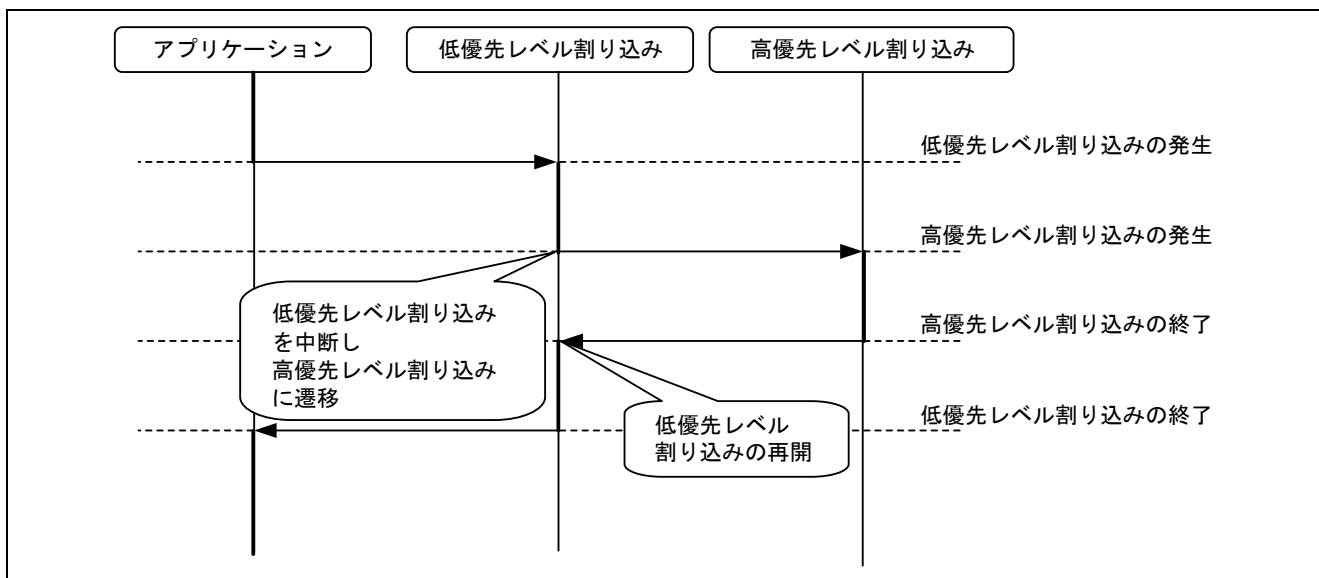 アプリケーション
低優先レベル割り込み
高優先レベル割り込み
低優先レベル割り込みの発生
高優先レベル割り込みの発生
低優先レベル割り込み
を中断し
高優先レベル割り込み
に遷移
高優先レベル割り込みの終了
低優先レベル割り込みの終了
低優先レベル
割り込みの再開